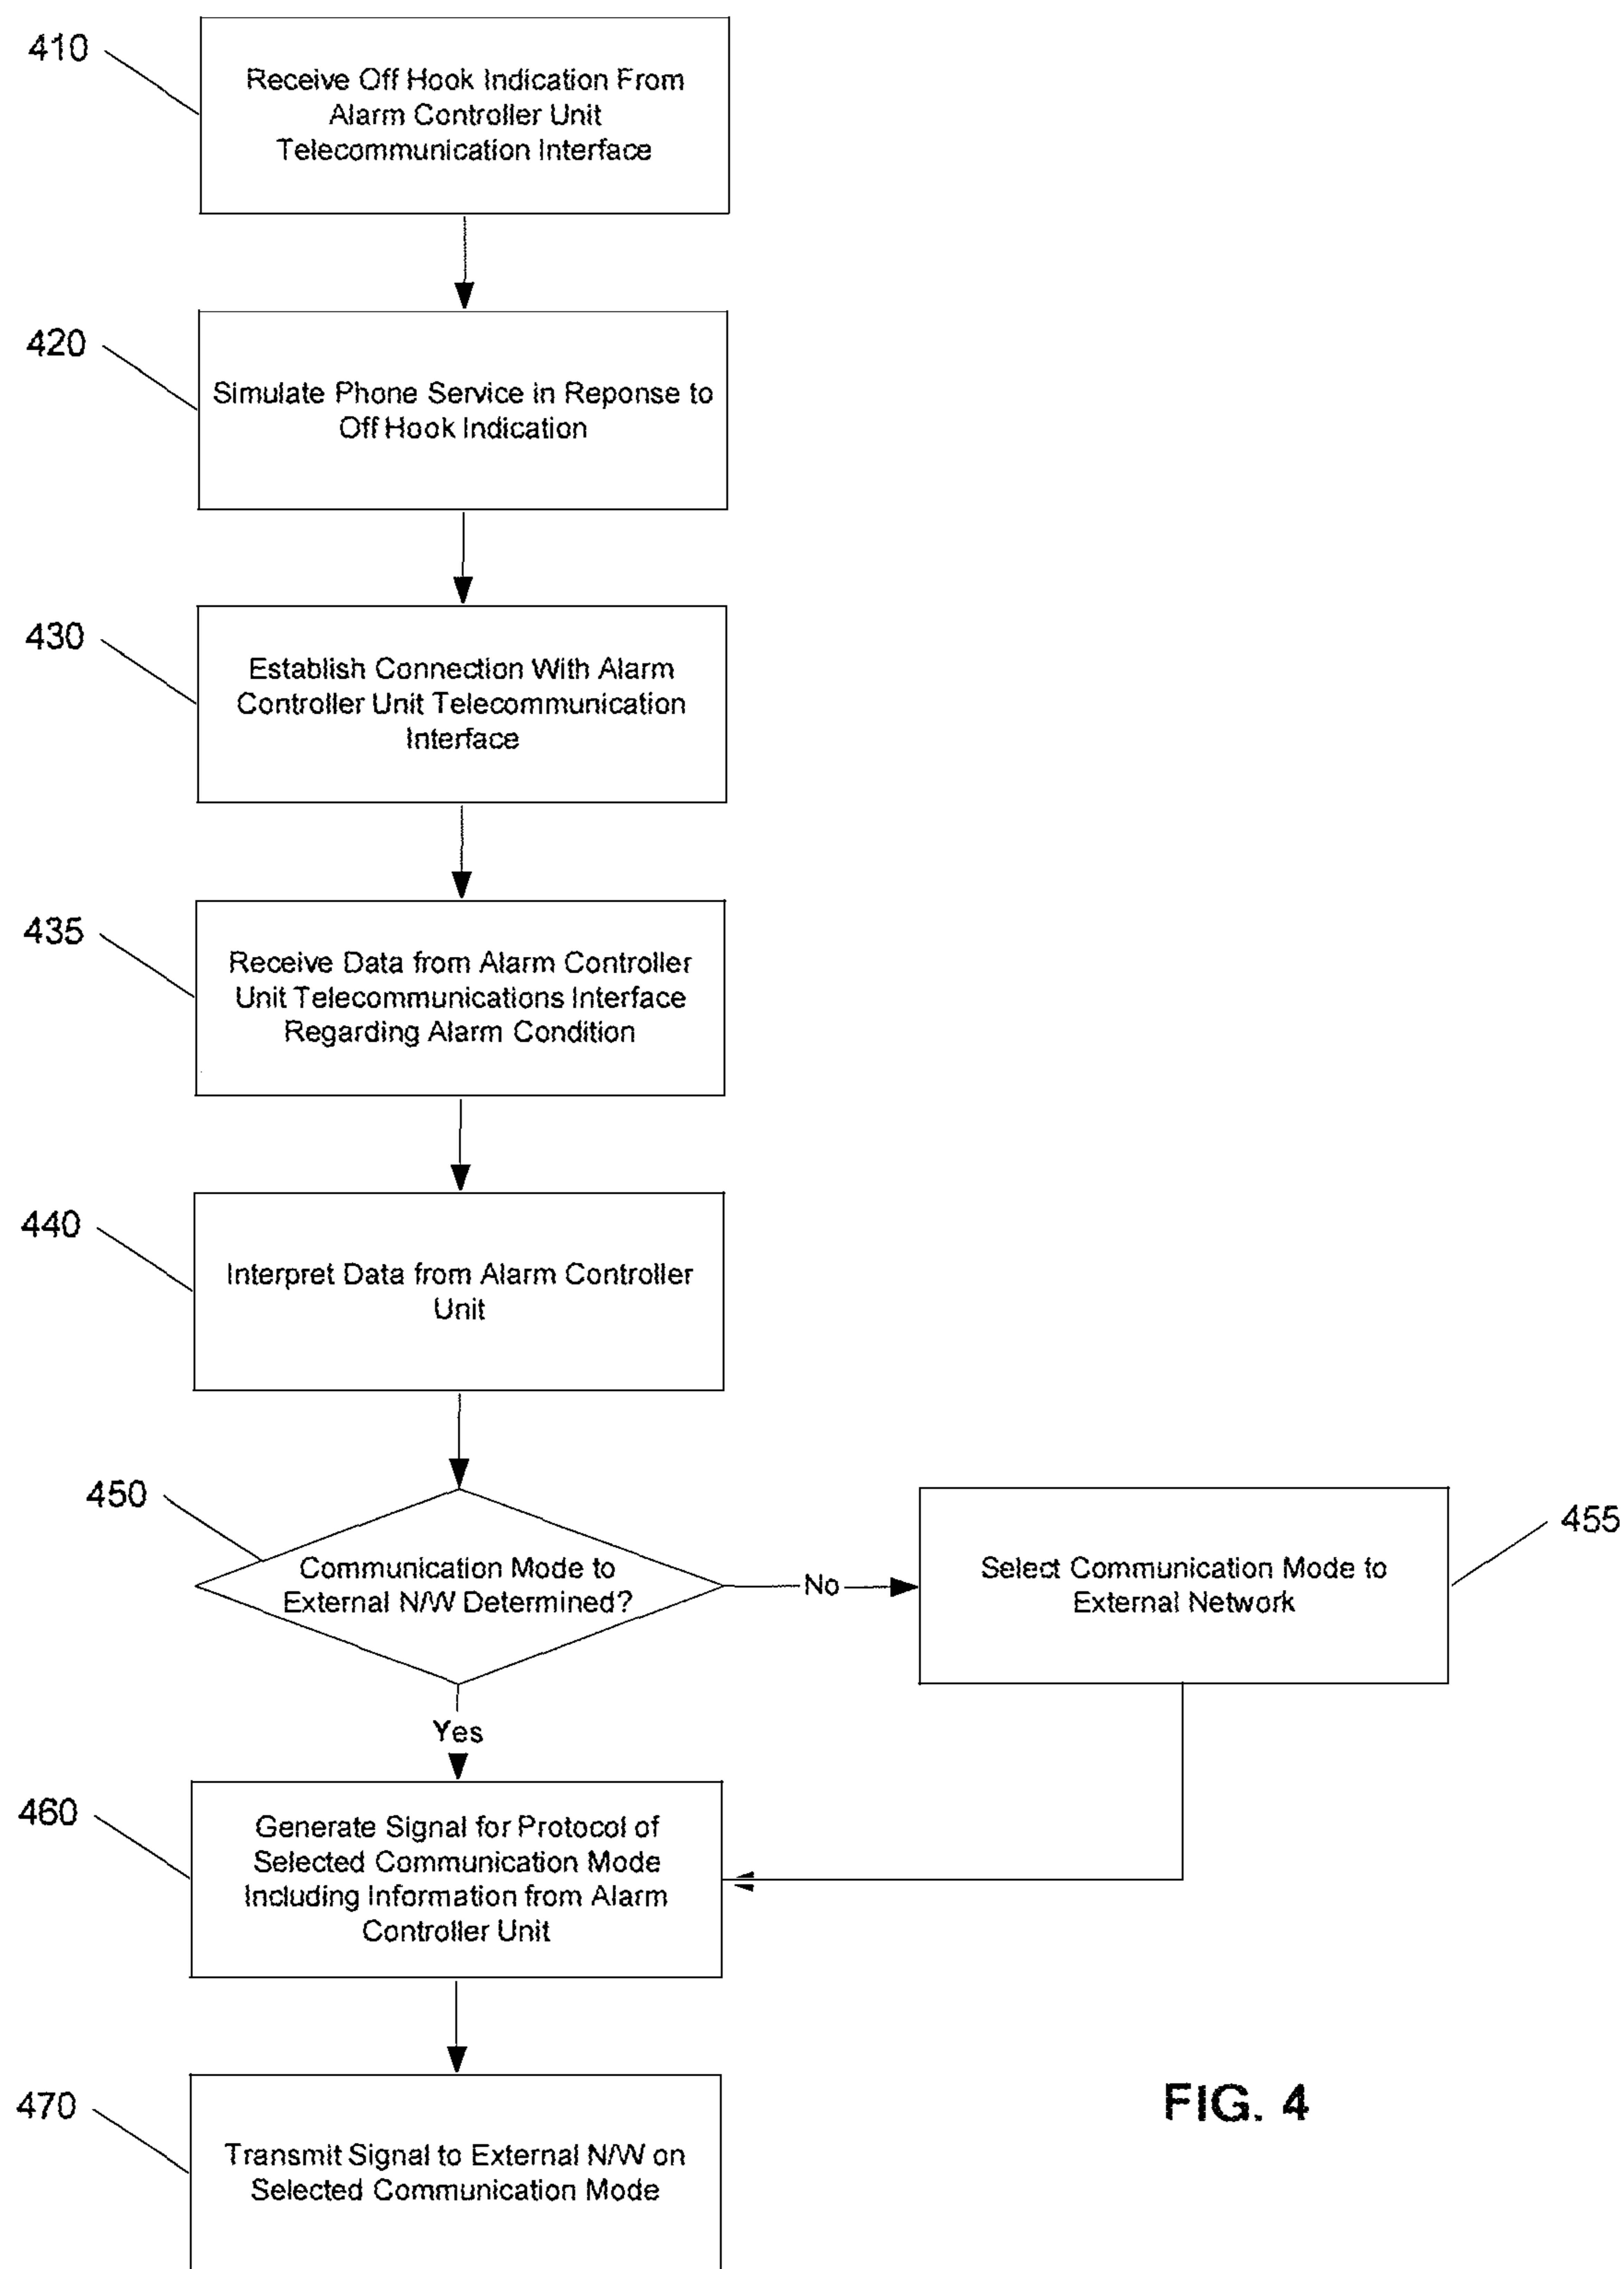 410
Receive Off Hook Indication From
Alarm Controller Unit
Telecommunication Interface
420
Simulate Phone Service in Reponse to
Off Hook Indication
430
Establish Connection With Alarm
Controller Unit Telecommunication
Interface
435
Receive Data from Alarm Controller
Unit Telecommunications Interface
Regarding Alarm Condition
440
Interpret Data from Alarm Controller
Unit
450
Communication Mode to
External N/W Determined?
No
Select Communication Mode to
External Network
455
Yes
460
Generate Signal for Protocol of
Selected Communication Mode
Including Information from Alarm
Controller Unit
470
Transmit Signal to External N/W on
Selected Communication Mode
FIG. 4